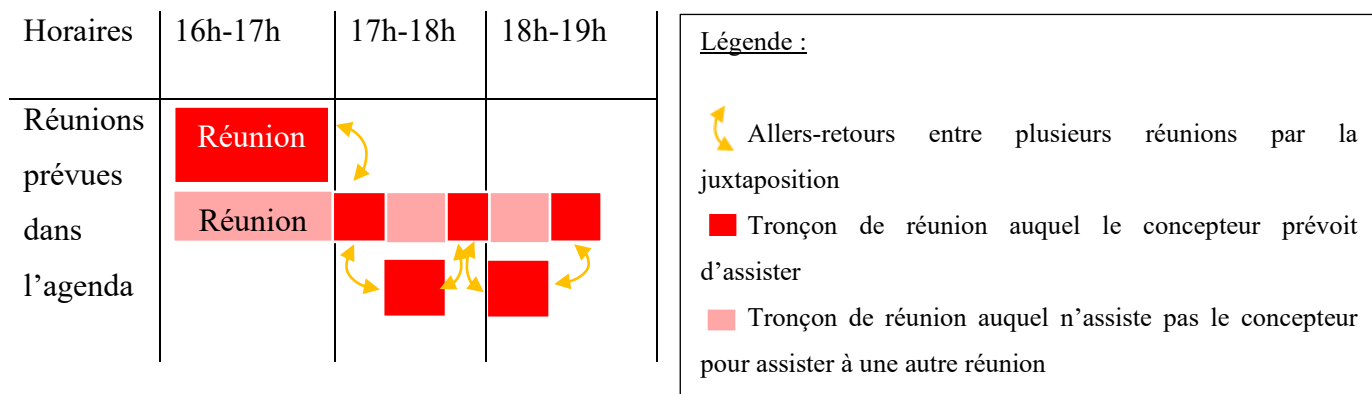 Horaires 16h-17h 17h-18h 18h-19h
Réunions
prévues
dans
l’agenda
Réunion
Réunion
Légende :
Allers-retours entre plusieurs réunions par la
juxtaposition
Tronçon de réunion auquel le concepteur prévoit
d’assister
Tronçon de réunion auquel n’assiste pas le concepteur
pour assister à une autre réunion